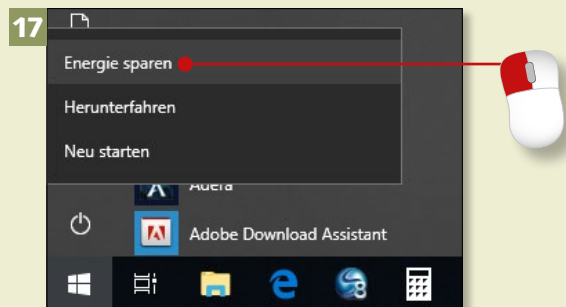 17
Energie sparen
Herunterfahren
Neu starten
Adera
Adobe Download Assistant